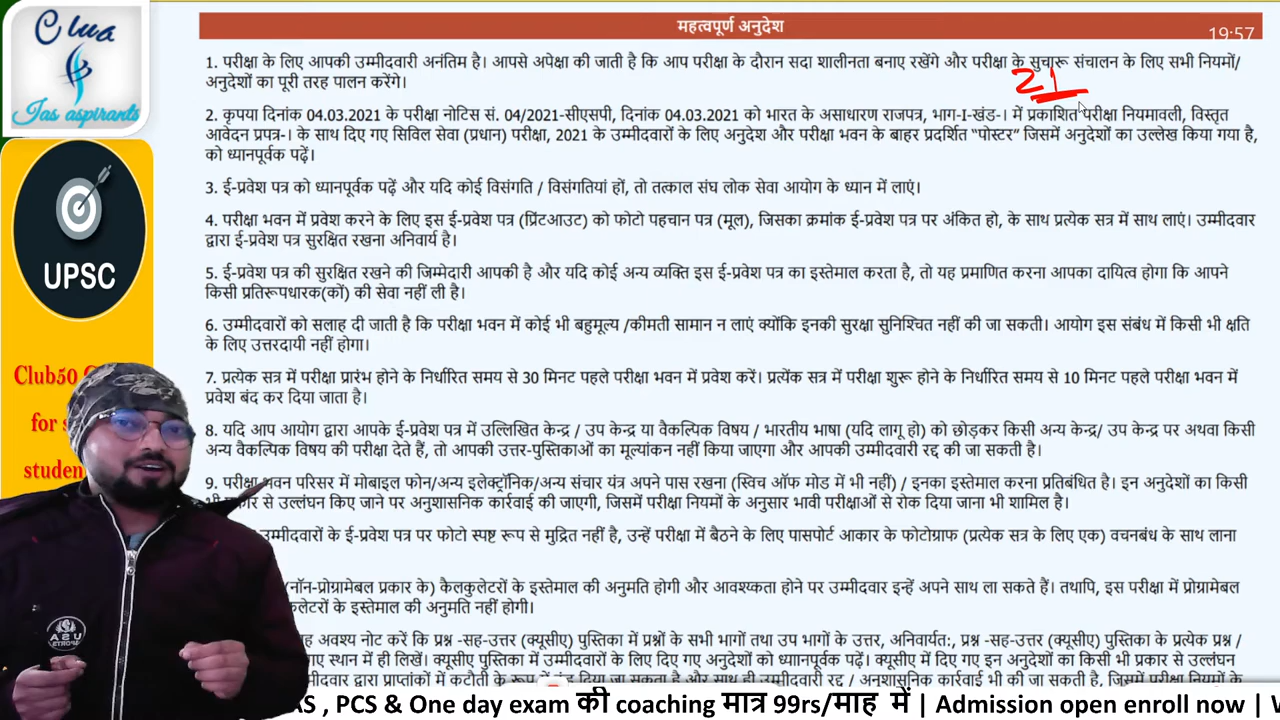 Clua
Ias aspirants
UPSC
Club50
for s
studen
महत्वपूर्ण अनुदेश
19:57
21
1. परीक्षा के लिए आपकी उम्मीदवारी अनंतिम है। आपसे अपेक्षा की जाती है कि आप परीक्षा के दौरान सदा शालीनता बनाए रखेंगे और परीक्षा के सुचारू संचालन के लिए सभी नियमों/
अनुदेशों का पूरी तरह पालन करेंगे।
2. कृपया दिनांक 04.03.2021 के परीक्षा नोटिस सं. 04/2021-सीएसपी, दिनांक 04.03.2021 को भारत के असाधारण राजपत्र, भाग-I-खंड-I में प्रकाशित परीक्षा नियमावली, विस्तृत
आवेदन प्रपत्र-I के साथ दिए गए सिविल सेवा (प्रधान) परीक्षा, 2021 के उम्मीदवारों के लिए अनुदेश और परीक्षा भवन के बाहर प्रदर्शित “पोस्टर” जिसमें अनुदेशों का उल्लेख किया गया है,
को ध्यानपूर्वक पढ़ें।
3. ई-प्रवेश पत्र को ध्यानपूर्वक पढ़ें और यदि कोई विसंगति / विसंगतियां हों, तो तत्काल संघ लोक सेवा आयोग के ध्यान में लाएं।
4. परीक्षा भवन में प्रवेश करने के लिए इस ई-प्रवेश पत्र (प्रिंटआउट) को फोटो पहचान पत्र (मूल), जिसका क्रमांक ई-प्रवेश पत्र पर अंकित हो, के साथ प्रत्येक सत्र में साथ लाएं। उम्मीदवार
द्वारा ई-प्रवेश पत्र सुरक्षित रखना अनिवार्य है।
5. ई-प्रवेश पत्र की सुरक्षित रखने की जिम्मेदारी आपकी है और यदि कोई अन्य व्यक्ति इस ई-प्रवेश पत्र का इस्तेमाल करता है, तो यह प्रमाणित करना आपका दायित्व होगा कि आपने
किसी प्रतिरूपधारक(कों) की सेवा नहीं ली है।
6. उम्मीदवारों को सलाह दी जाती है कि परीक्षा भवन में कोई भी बहुमूल्य /कीमती सामान न लाएं क्योंकि इनकी सुरक्षा सुनिश्चित नहीं की जा सकती। आयोग इस संबंध में किसी भी क्षति
के लिए उत्तरदायी नहीं होगा।
7. प्रत्येक सत्र में परीक्षा प्रारंभ होने के निर्धारित समय से 30 मिनट पहले परीक्षा भवन में प्रवेश करें। प्रत्येंक सत्र में परीक्षा शुरू होने के निर्धारित समय से 10 मिनट पहले परीक्षा भवन में
प्रवेश बंद कर दिया जाता है।
8. यदि आप आयोग द्वारा आपके ई-प्रवेश पत्र में उल्लिखित केन्द्र / उप केन्द्र या वैकल्पिक विषय / भारतीय भाषा (यदि लागू हो) को छोड़कर किसी अन्य केन्द्र/ उप केन्द्र पर अथवा किसी
अन्य वैकल्पिक विषय की परीक्षा देते हैं, तो आपकी उत्तर-पुस्तिकाओं का मूल्यांकन नहीं किया जाएगा और आपकी उम्मीदवारी रद्द की जा सकती है।
9. परीक्षा भवन परिसर में मोबाइल फोन/अन्य इलेक्ट्रॉनिक/अन्य संचार यंत्र अपने पास रखना (स्विच ऑफ मोड में भी नहीं) / इनका इस्तेमाल करना प्रतिबंधित है। इन अनुदेशों का किसी
भी से उल्लंघन किए जाने पर अनुशासनिक कार्रवाई की जाएगी, जिसमें परीक्षा नियमों के अनुसार भावी परीक्षाओं से रोक दिया जाना भी शामिल है।
उम्मीदवारों के ई-प्रवेश पत्र पर फोटो स्पष्ट रूप से मुद्रित नहीं है, उन्हें परीक्षा में बैठने के लिए पासपोर्ट आकार के फोटोग्राफ (प्रत्येक सत्र के लिए एक) वचनबंध के साथ लाना
(नॉन-प्रोग्रामेबल प्रकार के) कैलकुलेटरों के इस्तेमाल की अनुमति होगी और आवश्यकता होने पर उम्मीदवार इन्हें अपने साथ ला सकते हैं। तथापि, इस परीक्षा में प्रोग्रामेबल
कुलेटरों के इस्तेमाल की अनुमति नहीं होगी।
अवश्य नोट करें कि प्रश्न -सह-उत्तर (क्यूसीए) पुस्तिका में प्रश्नों के सभी भागों तथा उप भागों के उत्तर, अनिवार्यत:, प्रश्न -सह-उत्तर (क्यूसीए) पुस्तिका के प्रत्येक प्रश्न /
गए स्थान में ही लिखें। क्यूसीए पुस्तिका में उम्मीदवारों के लिए दिए गए अनुदेशों को ध्याानपूर्वक पढ़ें। क्यूसीए में दिए गए इन अनुदेशों का किसी भी प्रकार से उल्लंघन
द्वारा प्राप्तांकों में कटौती के रूप में दंड दिया जा सकता है और साथ ही उम्मीदवारी रद्द / अनुशासनिक कार्रवाई भी की जा सकती है, जिसमें परीक्षा नियमों के
AS , PCS & One day exam की coaching मात्र 99rs/माह में | Admission open enroll now |